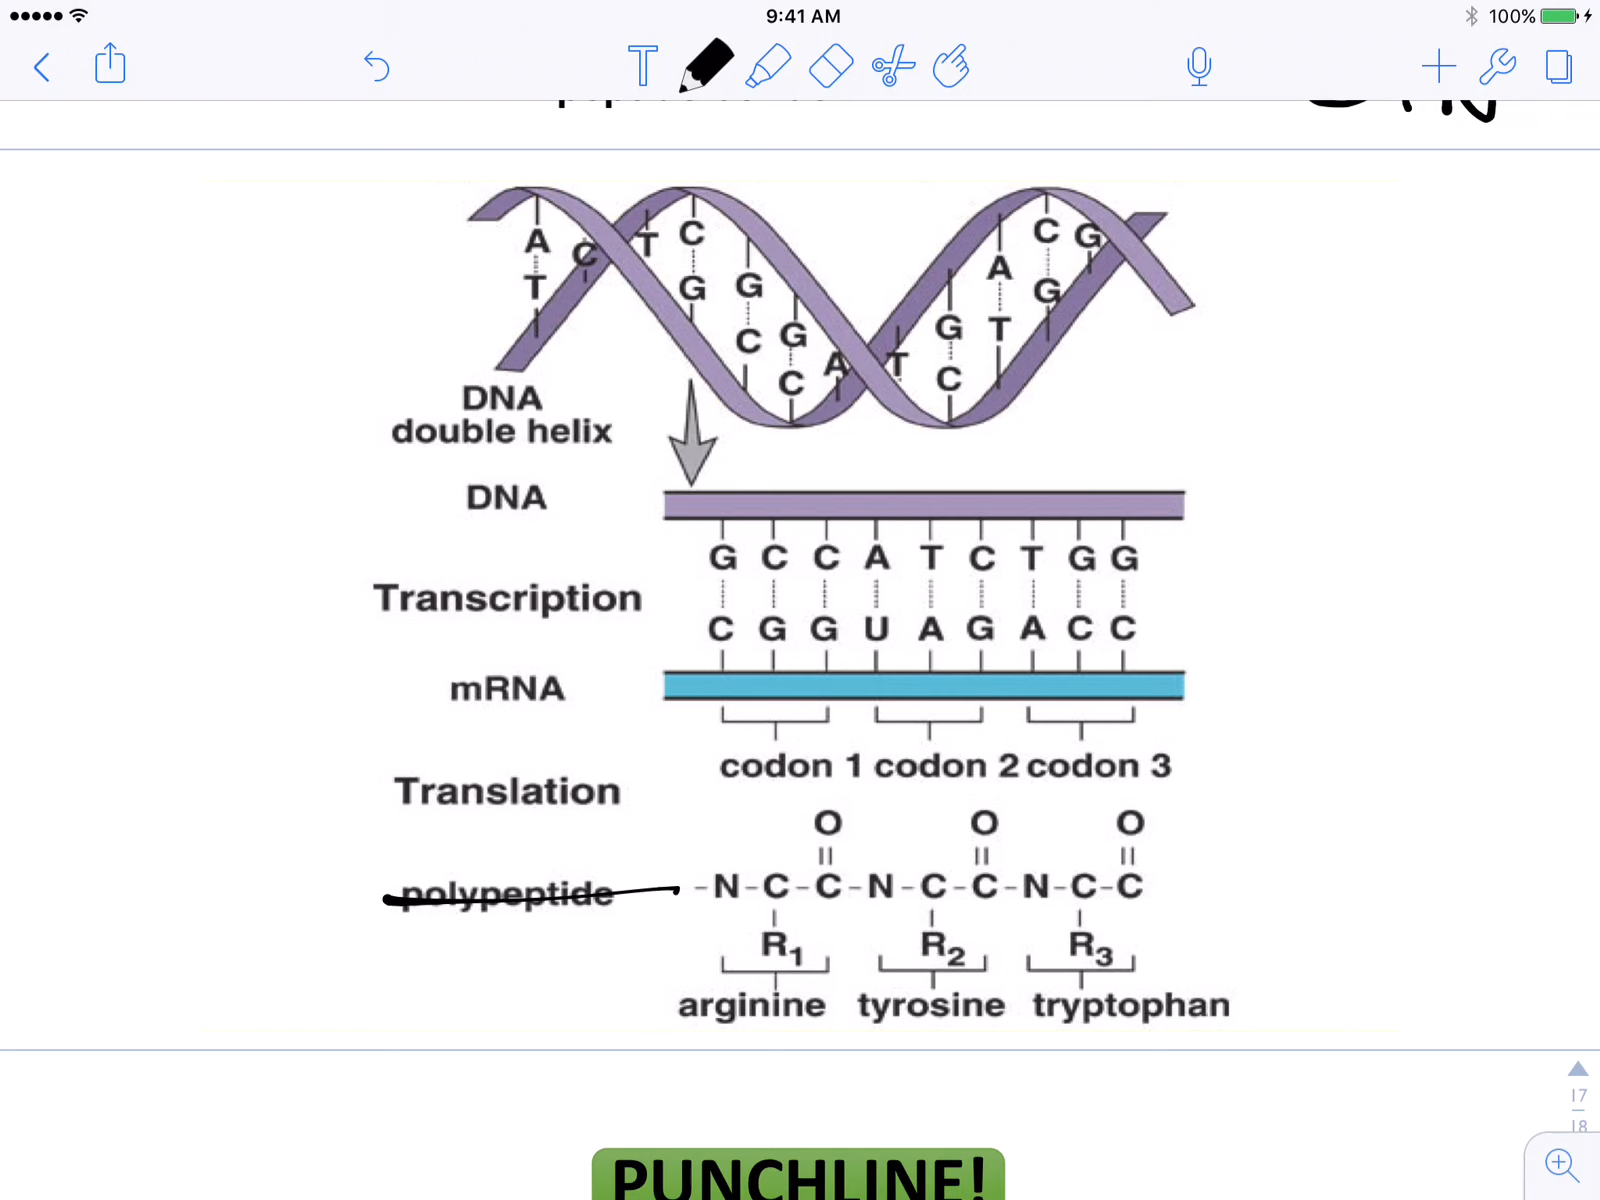 9:41 AM
100%
T
A C T C G G C G
T G C G C A T G C A T C G
DNA
double helix
DNA
G C C A T C T G G
Transcription
C G G U A G A C C
mRNA
codon 1 codon 2 codon 3
Translation
O O O
polypeptide -N-C-C-N-C-C-N-C-C
R1 R2 R3
arginine tyrosine tryptophan
17
18
PUNCHLINE!